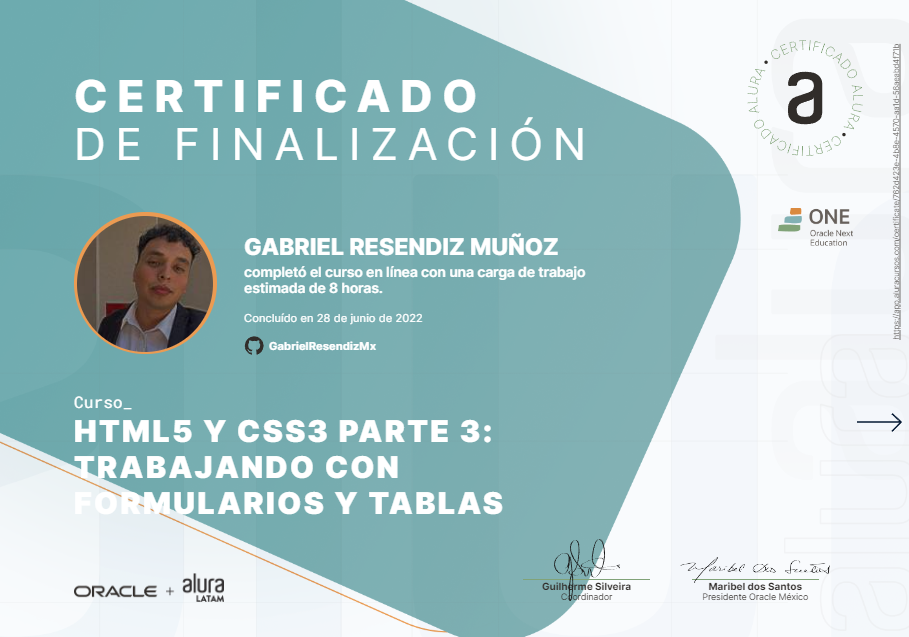 CERTIFICADO
DE FINALIZACIÓN
CERTIFICADO ALURA • CERTIFICADO ALURA •
a
ONE
Oracle Next
Education
GABRIEL RESENDIZ MUÑOZ
completó el curso en línea con una carga de trabajo
estimada de 8 horas.
Concluído en 28 de junio de 2022
GabrielResendizMx
Curso_
HTML5 Y CSS3 PARTE 3:
TRABAJANDO CON
FORMULARIOS Y TABLAS
ORACLE + alura
LATAM
Guilherme Silveira
Coordinador
Maribel dos Santos
Presidente Oracle México